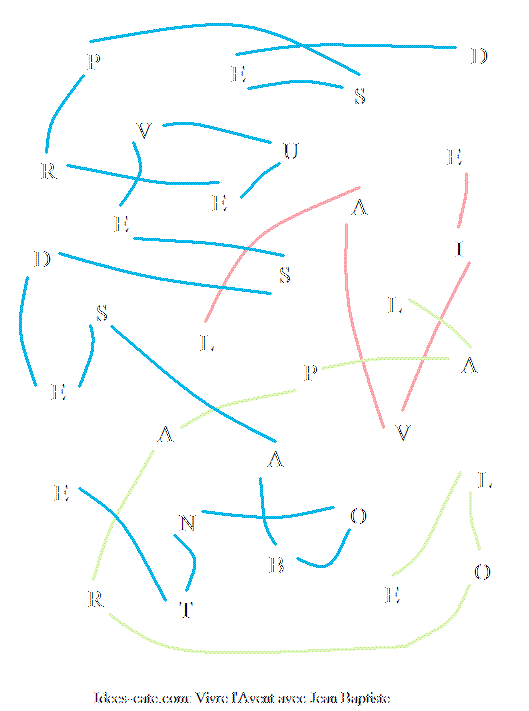 P E D
S
V
U
R E E
A
E
I
D S
L
S
L
P A
E
A V
A
E L
N O
B O
R T E
Idees-cate.com: Vivre l'Avent avec Jean Baptiste